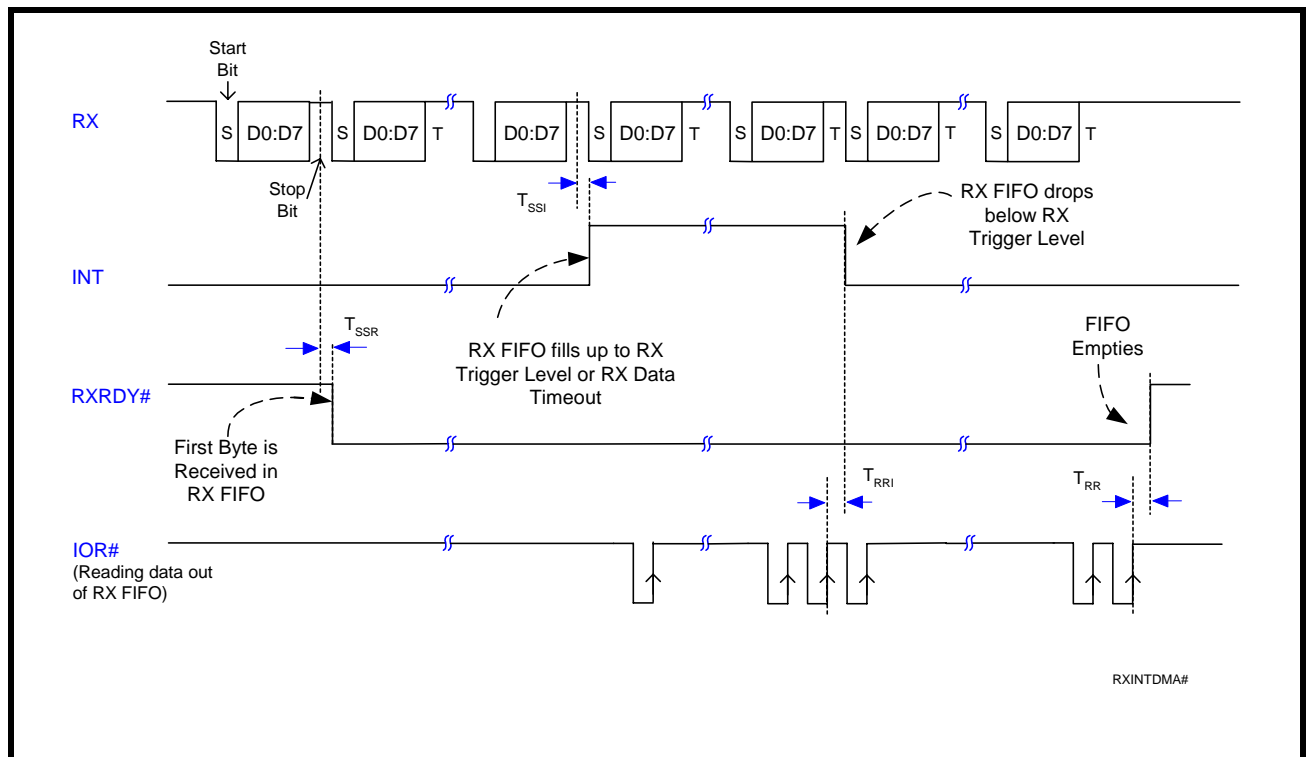 Start
Bit
RX
S D0:D7 S D0:D7 T D0:D7 S D0:D7 T S D0:D7 T S D0:D7 T S D0:D7 T
Stop
Bit
TSSI
RX FIFO drops
below RX
Trigger Level
INT
TSSR
RX FIFO fills up to RX
Trigger Level or RX Data
Timeout
FIFO
Empties
RXRDY#
First Byte is
Received in
RX FIFO
TRRI
TRR
IOR#
(Reading data out
of RX FIFO)
RXINTDMA#